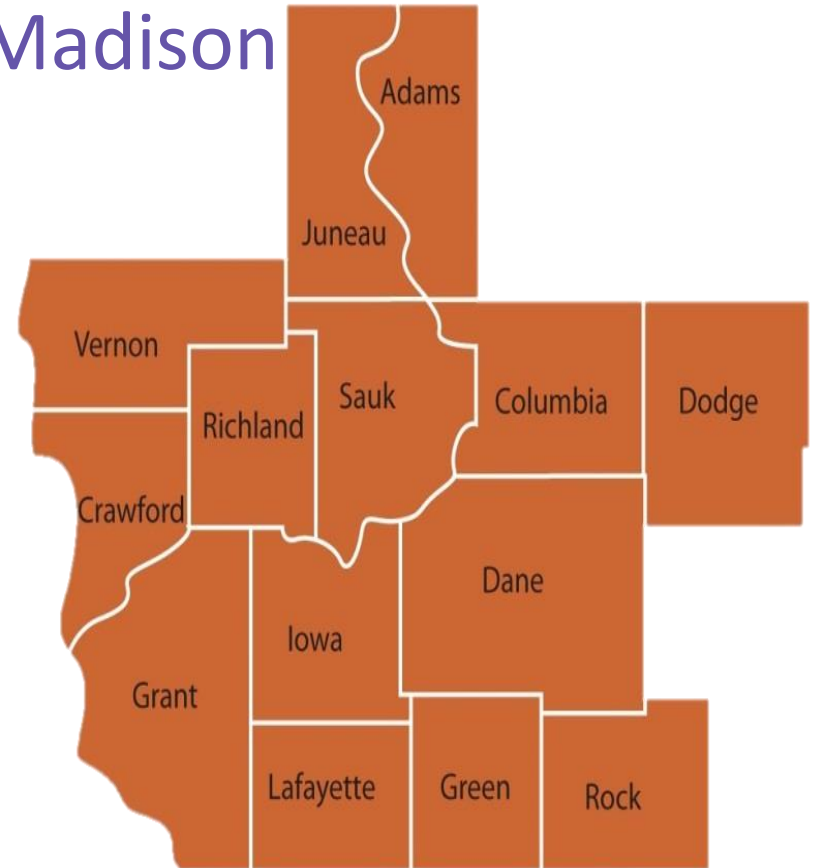 Madison
Adams
Juneau
Vernon
Sauk
Columbia
Dodge
Richland
Crawford
Dane
Iowa
Grant
Lafayette
Green
Rock